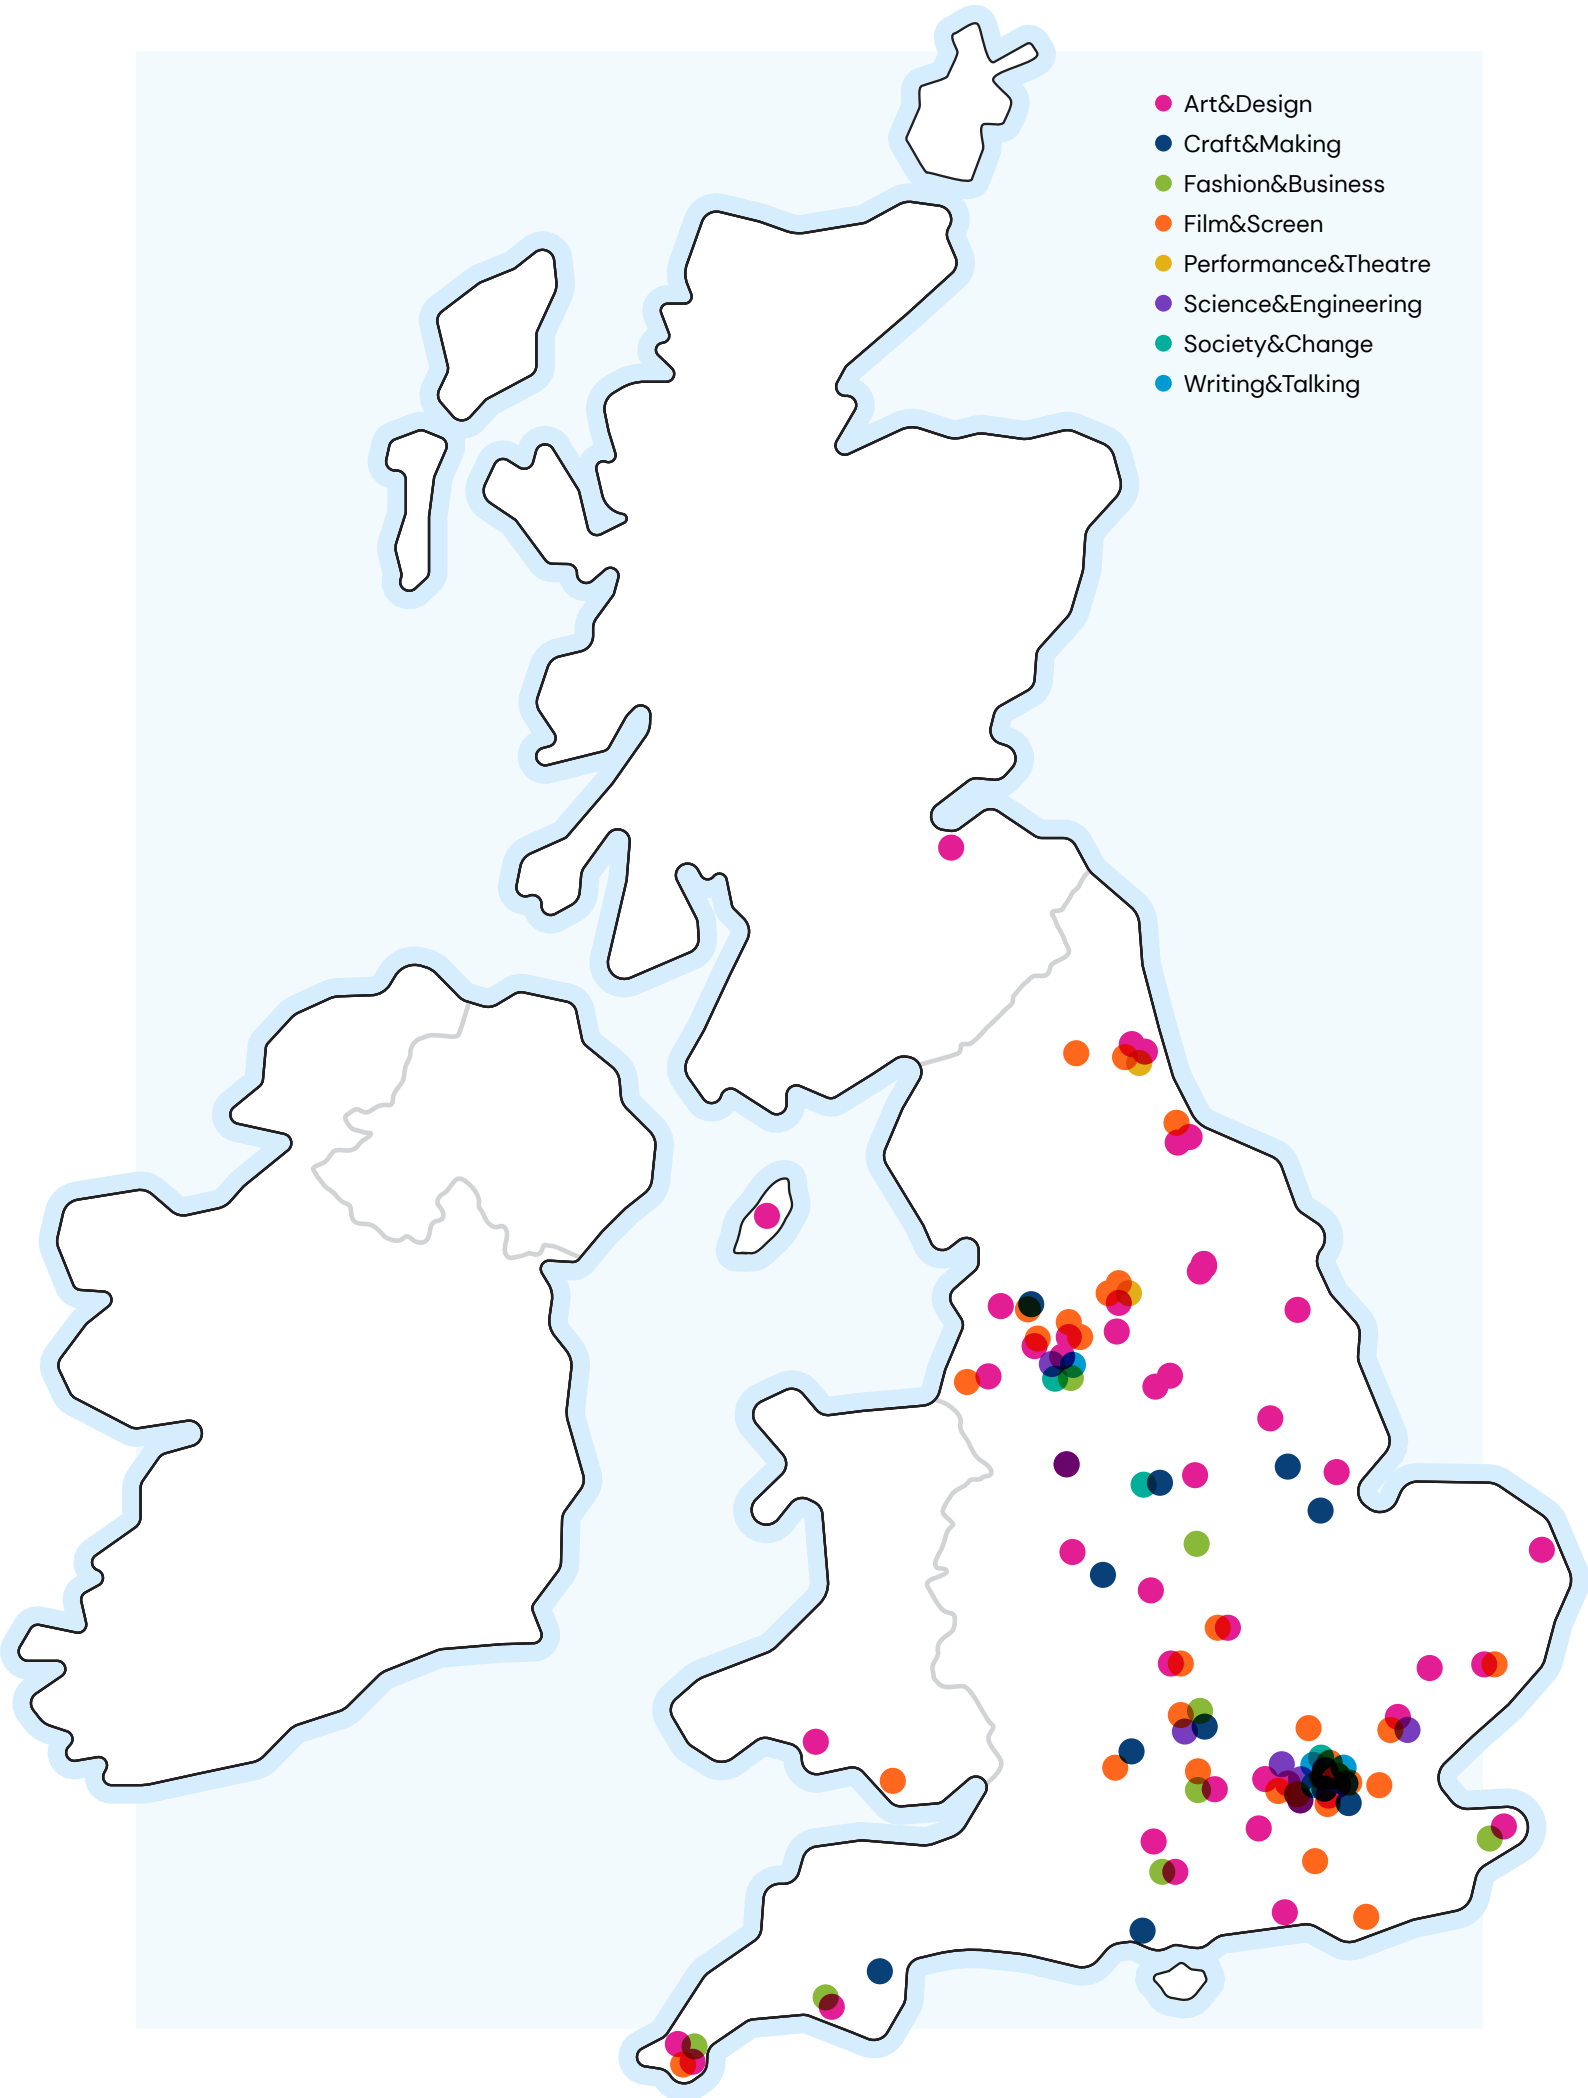 Art&Design
Craft&Making
Fashion&Business
Film&Screen
Performance&Theatre
Science&Engineering
Society&Change
Writing&Talking